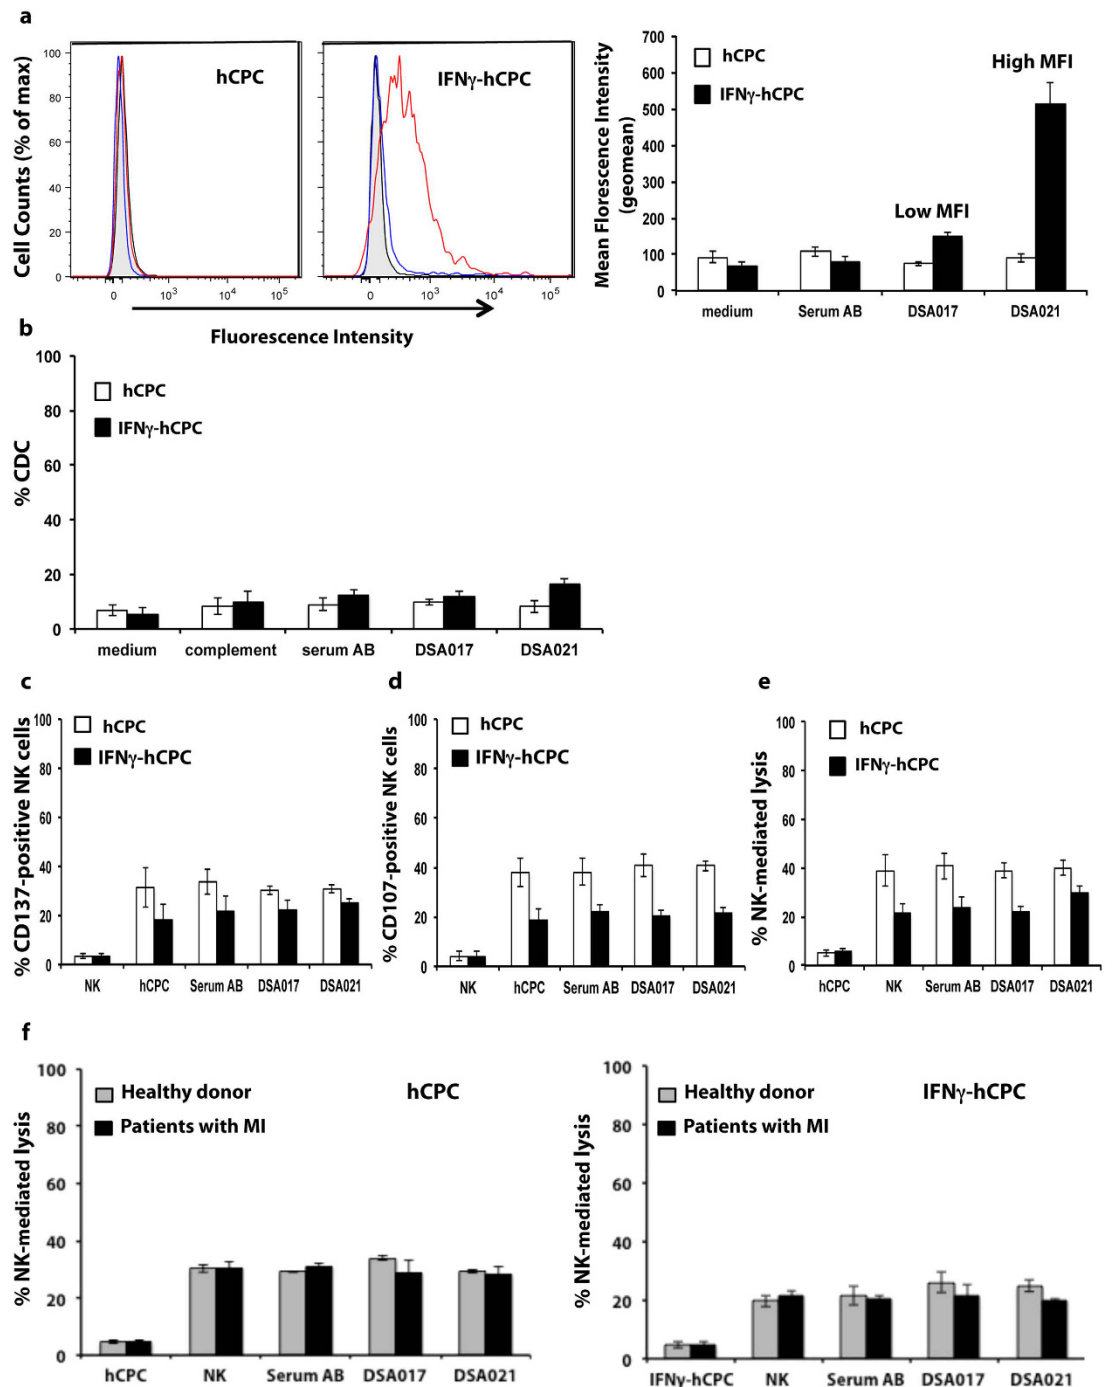 a
Cell Counts (% of max)
100
80
60
40
20
0
hCPC
0 10³ 10⁴ 10⁵
100
80
60
40
20
0
IFNγ-hCPC
0 10³ 10⁴ 10⁵
Fluorescence Intensity
Mean Florescence Intensity
(geomean)
700
600
500
400
300
200
100
0
hCPC
IFNγ-hCPC
Low MFI
High MFI
medium Serum AB DSA017 DSA021
b
% CDC
100
80
60
40
20
0
hCPC
IFNγ-hCPC
medium complement serum AB DSA017 DSA021
c
% CD137-positive NK cells
100
80
60
40
20
0
hCPC
IFNγ-hCPC
NK hCPC Serum AB DSA017 DSA021
d
% CD107-positive NK cells
100
80
60
40
20
0
hCPC
IFNγ-hCPC
NK hCPC Serum AB DSA017 DSA021
e
% NK-mediated lysis
100
80
60
40
20
0
hCPC
IFNγ-hCPC
hCPC NK Serum AB DSA017 DSA021
f
% NK-mediated lysis
100
80
60
40
20
0
Healthy donor
Patients with MI
hCPC
hCPC NK Serum AB DSA017 DSA021
% NK-mediated lysis
100
80
60
40
20
0
Healthy donor
Patients with MI
IFNγ-hCPC
IFNγ-hCPC NK Serum AB DSA017 DSA021